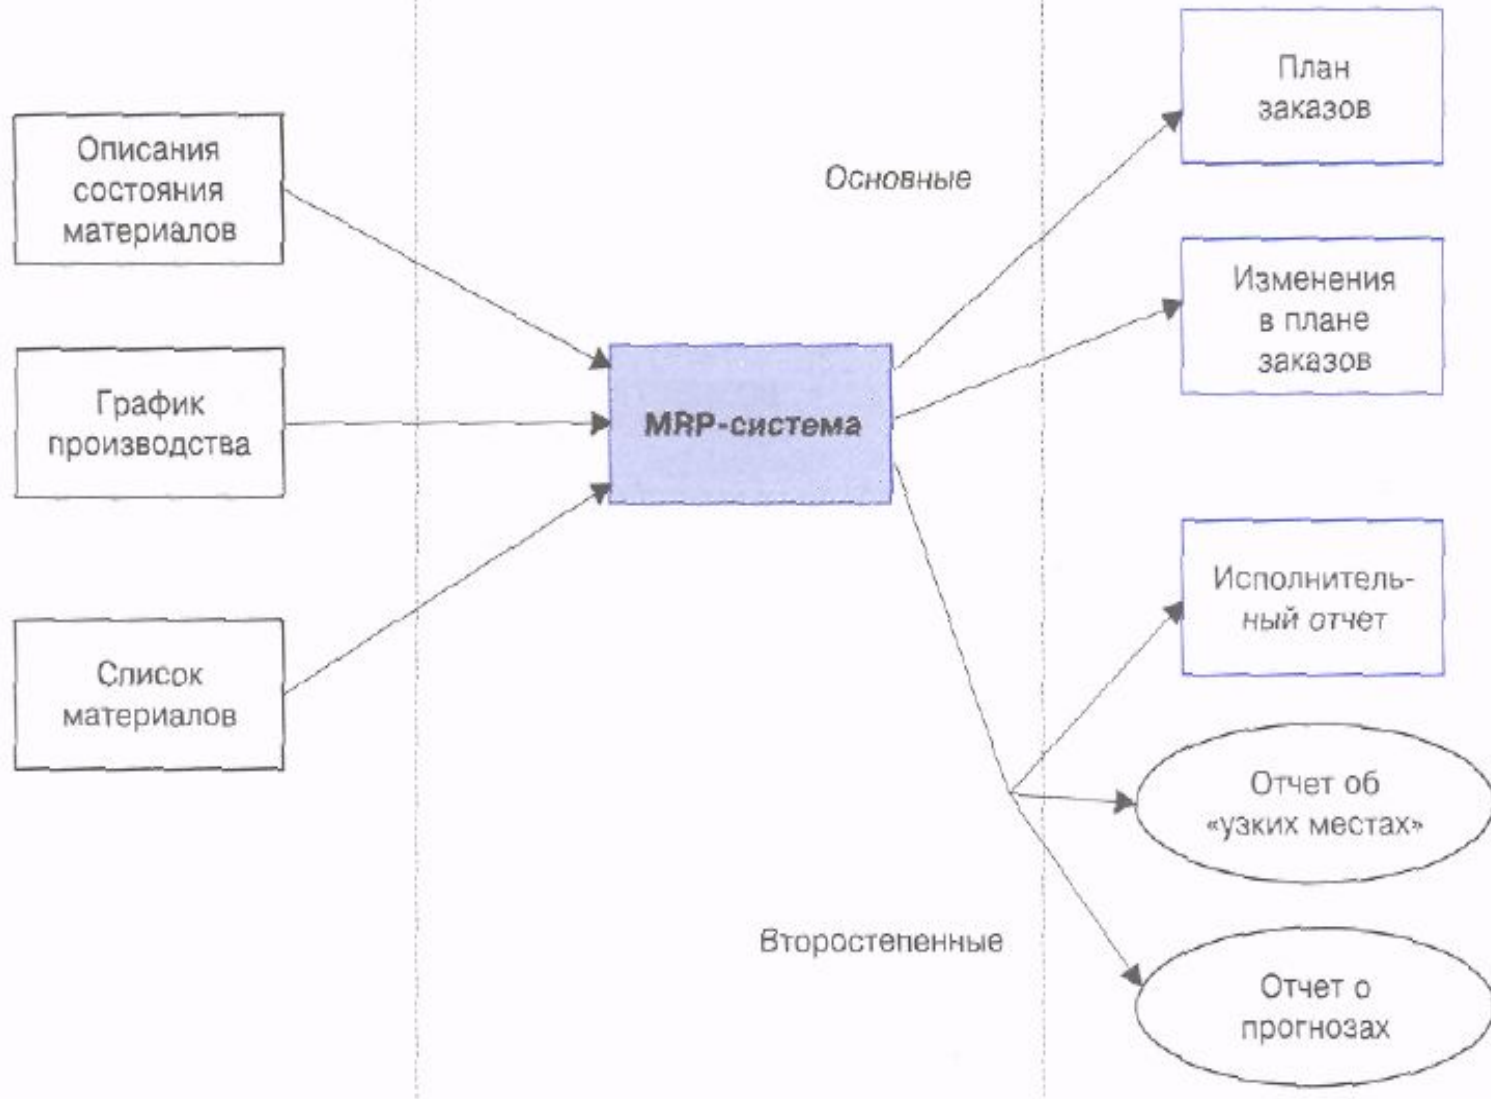 Описания
состояния
материалов
График
производства
Список
материалов
MRP-система
Основные
Второстепенные
План
заказов
Изменения
в плане
заказов
Исполнитель-
ный отчет
Отчет об
«узких местах»
Отчет о
прогнозах